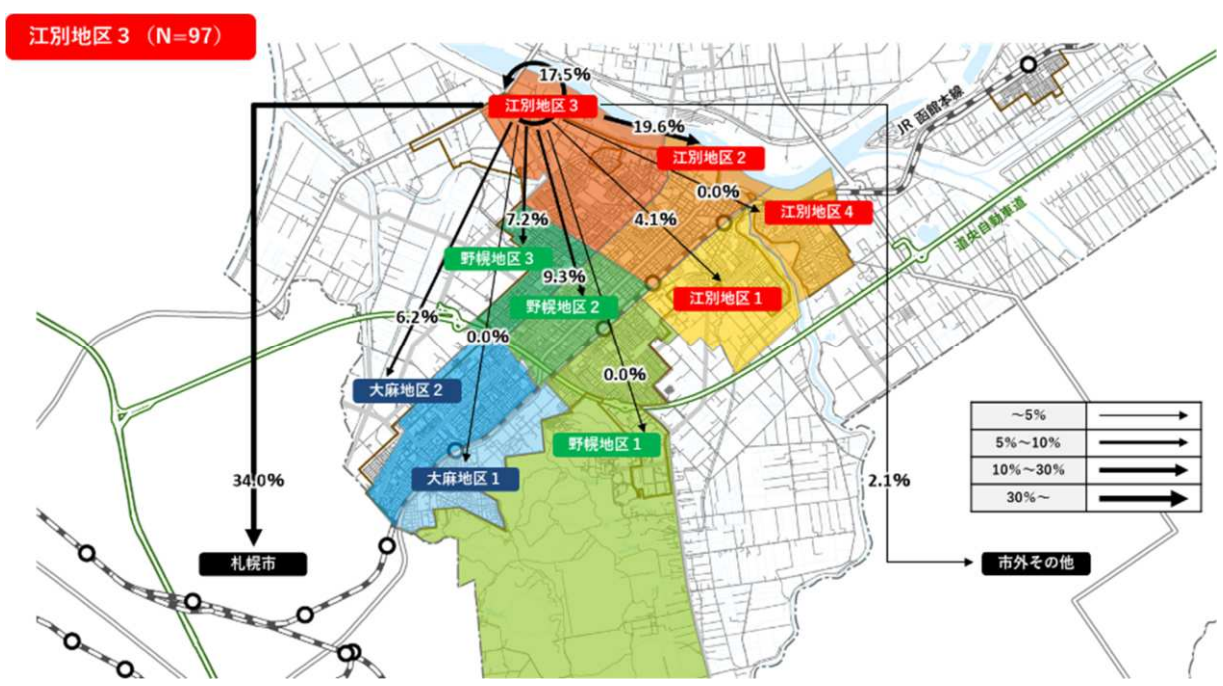 江別地区３（N=97）
17.5%
江別地区３
19.6%
JR 函館本線
江別地区２
0.0%
江別地区４
7.2%
4.1%
道央自動車道
野幌地区３
9.3%
江別地区１
野幌地区２
6.2%
0.0%
0.0%
大麻地区２
～5%
5%～10%
野幌地区１
10%～30%
34.0%
大麻地区１
2.1%
30%～
札幌市
市外その他